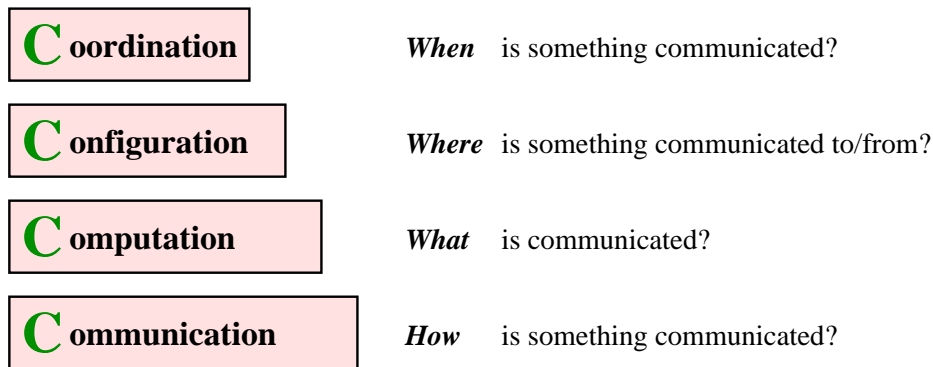 Coordination When is something communicated?
Configuration Where is something communicated to/from?
Computation What is communicated?
Communication How is something communicated?